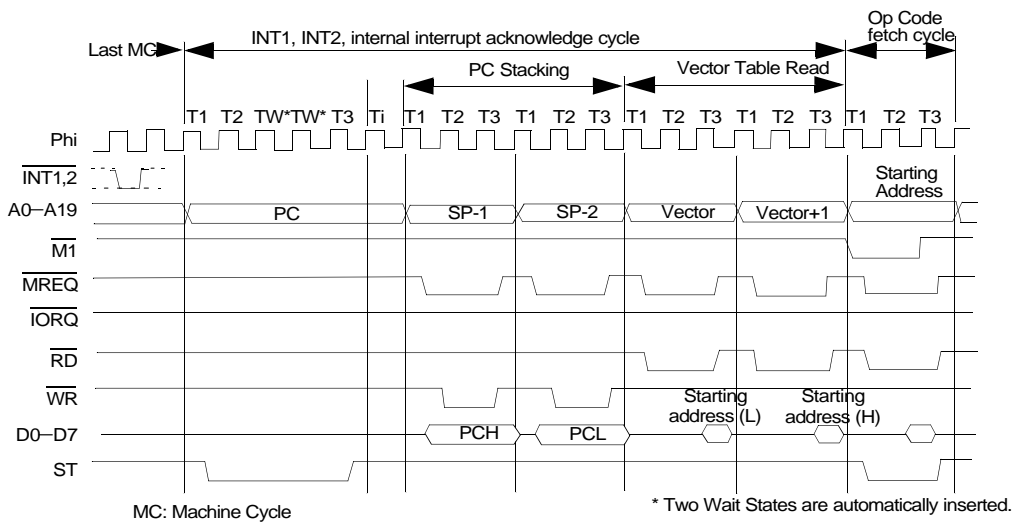 Op Code
fetch cycle
Last MC
INT1, INT2, internal interrupt acknowledge cycle
PC Stacking
Vector Table Read
T1 T2 TW*TW* T3 Ti T1 T2 T3 T1 T2 T3 T1 T2 T3 T1 T2 T3 T1 T2 T3
Phi
INT1,2
Starting
Address
A0–A19 PC SP-1 SP-2 Vector Vector+1
M1
MREQ
IORQ
RD
WR
Starting
address (L)
Starting
address (H)
D0–D7 PCH PCL
ST
* Two Wait States are automatically inserted.
MC: Machine Cycle